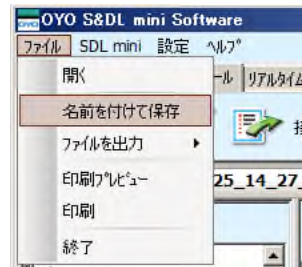 OYO S&DL mini Software
ファイル SDL mini 設定 ヘルプ
開く
ール リアルタイム
名前を付けて保存
ファイルを出力
印刷プレビュー
25_14_27_
印刷
終了